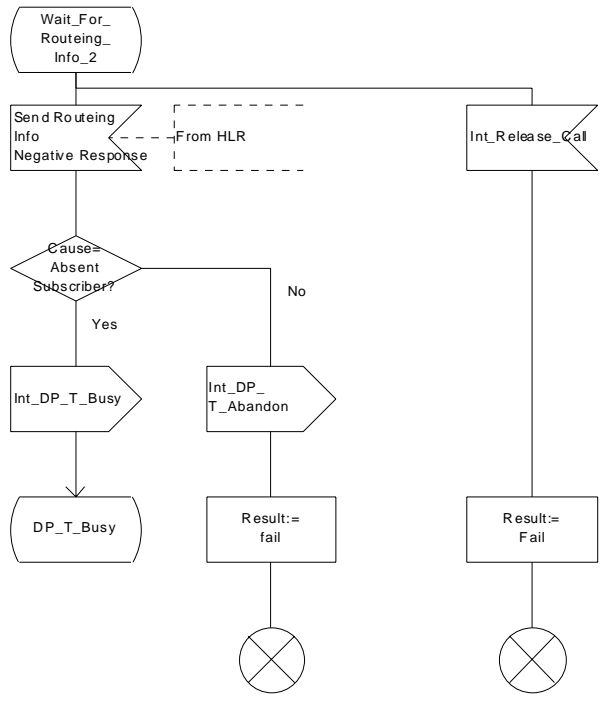 Wait_For_
Routeing_
Info_2
Send Routeing
Info
Negative Response
From HLR
Int_Release_Call
Cause=
Absent
Subscriber?
No
Yes
Int_DP_T_Busy
Int_DP_
T_Abandon
DP_T_Busy
Result:=
fail
Result:=
Fail